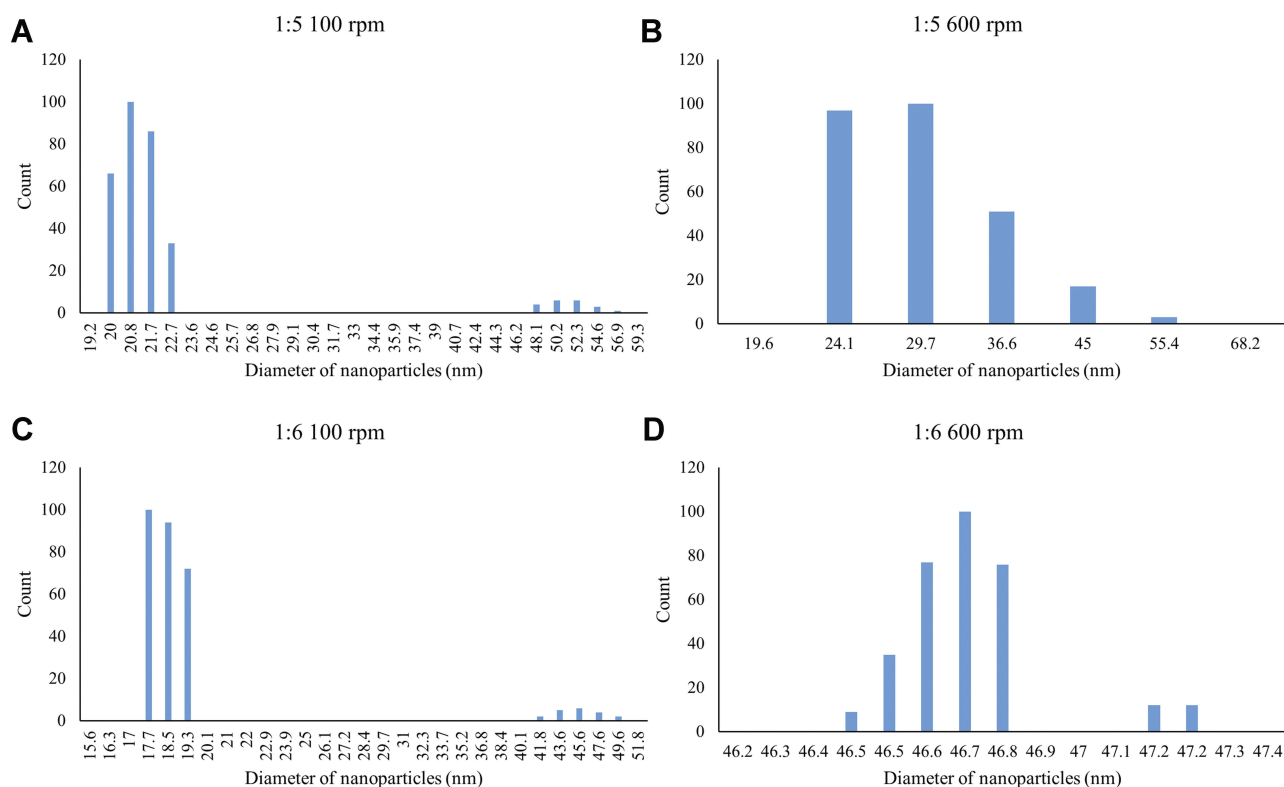 A
1:5 100 rpm
120
100
80
60
40
20
0
Count
19.2 20 20.8 21.7 22.7 23.6 24.6 25.7 26.8 27.9 29.1 30.4 31.7 33 34.4 35.9 37.4 39 40.7 42.4 44.3 46.2 48.1 50.2 52.3 54.6 56.9 59.3
Diameter of nanoparticles (nm)
B
1:5 600 rpm
120
100
80
60
40
20
0
Count
19.6 24.1 29.7 36.6 45 55.4 68.2
Diameter of nanoparticles (nm)
C
1:6 100 rpm
120
100
80
60
40
20
0
Count
15.6 16.3 17 17.7 18.5 19.3 20.1 21 22 22.9 23.9 25 26.1 27.2 28.4 29.7 31 32.3 33.7 35.2 36.8 38.4 40.1 41.8 43.6 45.6 47.6 49.6 51.8
Diameter of nanoparticles (nm)
D
1:6 600 rpm
120
100
80
60
40
20
0
Count
46.2 46.3 46.4 46.5 46.5 46.6 46.7 46.8 46.9 47 47.1 47.2 47.2 47.3 47.4
Diameter of nanoparticles (nm)